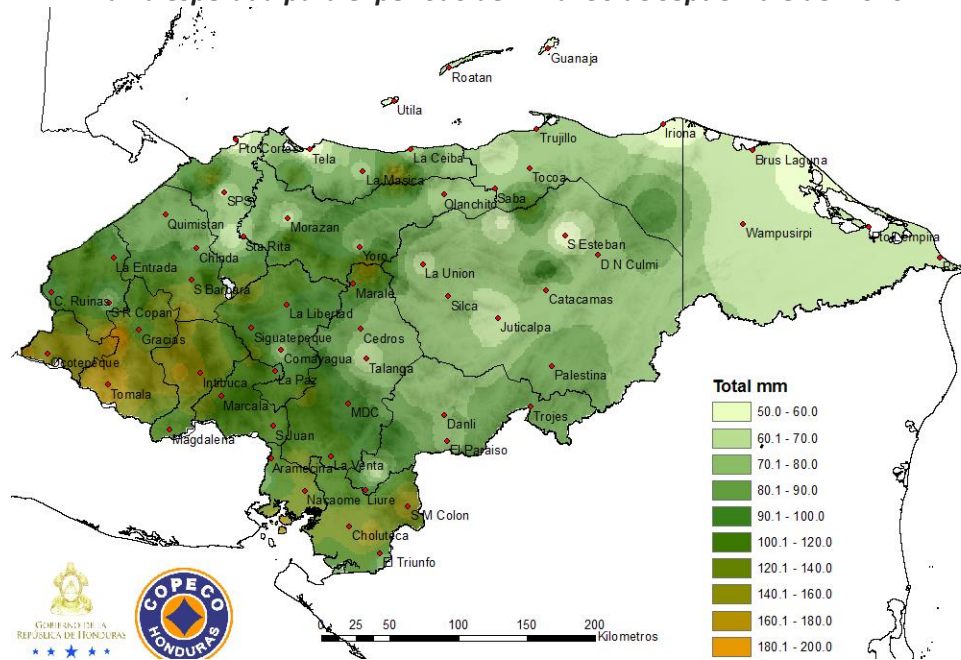 Guanaja
Roatan
Utila
Trujillo
Iriona
Pto Cortes
Tela
La Ceiba
Brus Laguna
La Masica
Tocoa
SPS
Olanchito
Saba
Quimistan
Morazan
Wampusirpi
Sta Rita
S Esteban
Chinda
Yoro
D N Culmi
La Entrada
La Union
S Barbara
Marale
Catacamas
C. Ruinas
S R Copan
La Libertad
Silca
Juticalpa
Gracias
Siguatepeque
Cedros
Ocotepeque
Comayagua
Talanga
Tomala
Intibuca
La Paz
Palestina
Marcala
MDC
Danli
Trojes
Magdalena
S Juan
El Paraiso
Aramecina
La Venta
Nacaome
Liure
S M Colon
Choluteca
El Triunfo
Total mm
50.0 - 60.0
60.1 - 70.0
70.1 - 80.0
80.1 - 90.0
90.1 - 100.0
100.1 - 120.0
120.1 - 140.0
140.1 - 160.0
160.1 - 180.0
180.1 - 200.0
GOBIERNO DE LA
REPÚBLICA DE HONDURAS
COPECO
HONDURAS
0 25 50 100 150 200
Kilometros